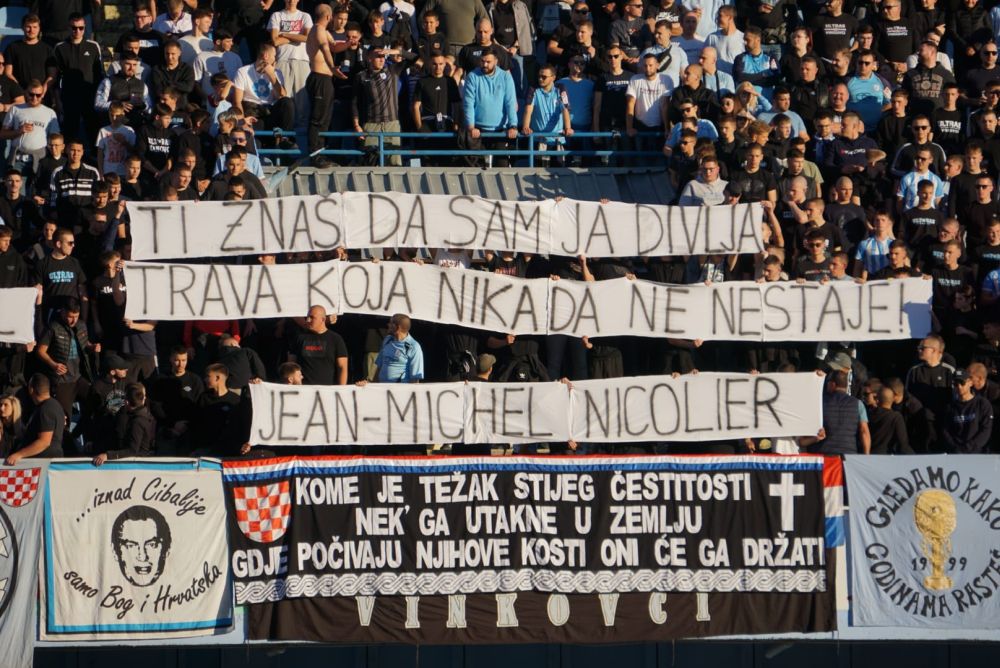 TI ZNAŠ DA SAM JA DIVLJA
TRAVA KOJA NIKADA NE NESTAJE!
JEAN-MICHEL NICOLIER
...iznad Cibalije
samo Bog i Hrvatska
KOME JE TEŽAK STIJEG ČESTITOSTI
NEK' GA UTAKNE U ZEMLJU
GDJE POČIVAJU NJIHOVE KOSTI ONI ĆE GA DRŽATI
VINKOVCI
GLEDAMO KAKO
1999
GODINAMA RASTEŠ